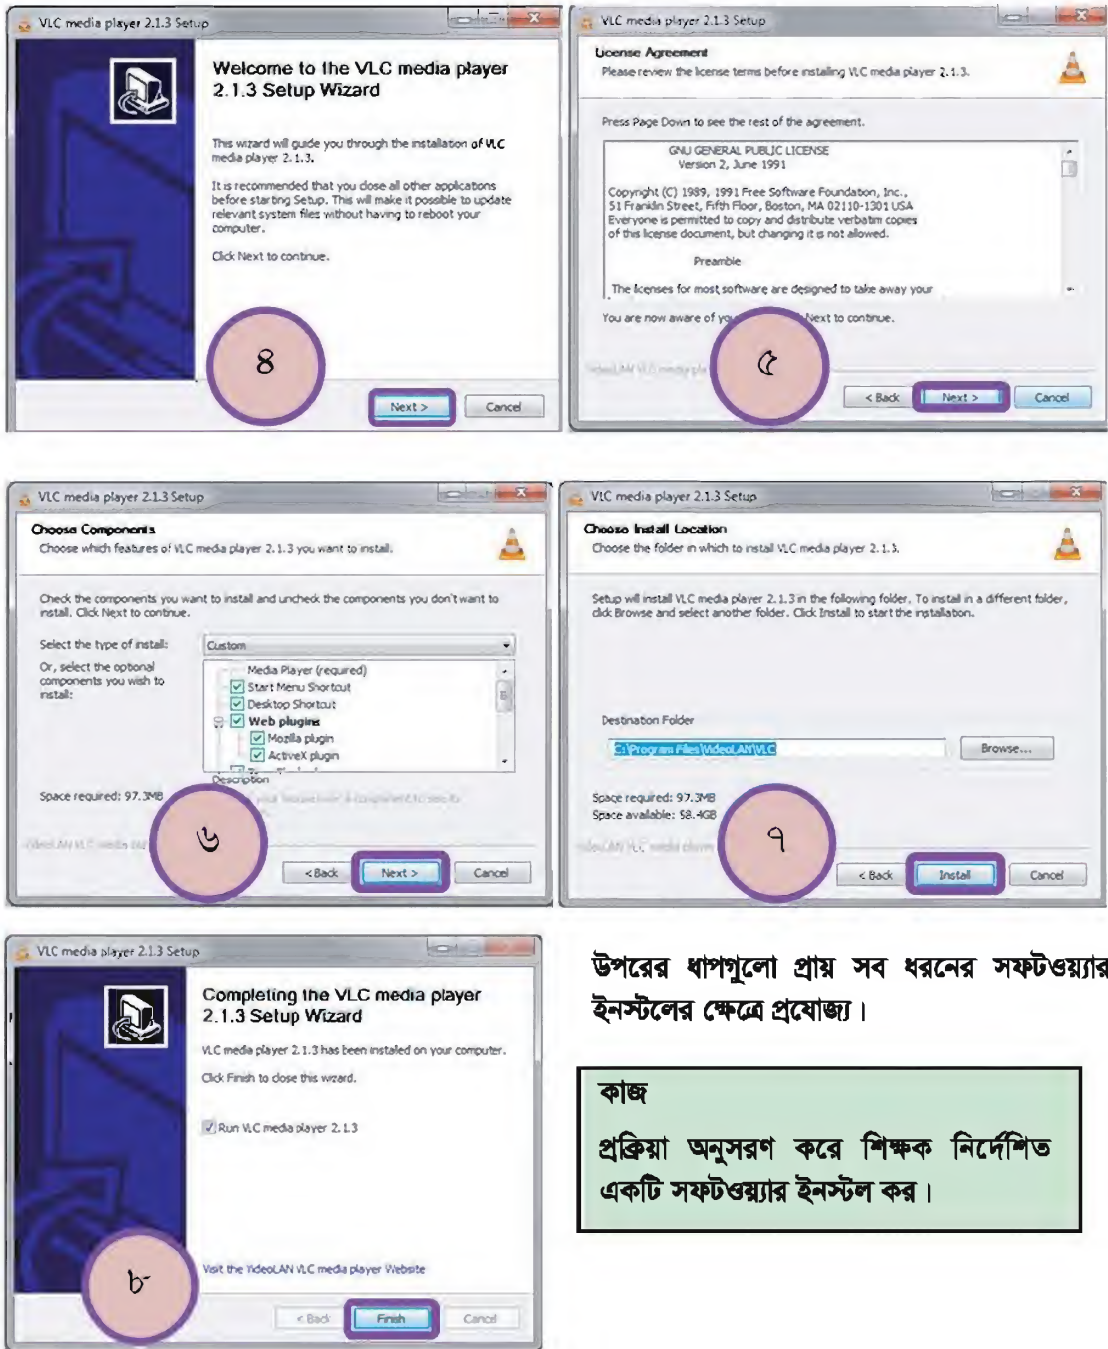 VLC media player 2.1.3 Setup
Welcome to the VLC media player
2.1.3 Setup Wizard
This wizard will guide you through the installation of VLC
media player 2.1.3.
It is recommended that you close all other applications
before starting Setup. This will make it possible to update
relevant system files without having to reboot your
computer.
Click Next to continue.
৪
Next >
Cancel
VLC media player 2.1.3 Setup
License Agreement
Please review the license terms before installing VLC media player 2.1.3.
Press Page Down to see the rest of the agreement.
GNU GENERAL PUBLIC LICENSE
Version 2, June 1991
Copyright (C) 1989, 1991 Free Software Foundation, Inc.,
51 Franklin Street, Fifth Floor, Boston, MA 02110-1301 USA
Everyone is permitted to copy and distribute verbatim copies
of this license document, but changing it is not allowed.
Preamble
The licenses for most software are designed to take away your
You are now aware of Next to continue.
৫
< Back
Next >
Cancel
VLC media player 2.1.3 Setup
Choose Components
Choose which features of VLC media player 2.1.3 you want to install.
Check the components you want to install and uncheck the components you don't want to
install. Click Next to continue.
Select the type of install:
Custom
Or, select the optional
components you wish to
install:
Media Player (required)
Start Menu Shortcut
Desktop Shortcut
Web plugins
Mozilla plugin
ActiveX plugin
Description
Space required: 97.3MB
৬
< Back
Next >
Cancel
VLC media player 2.1.3 Setup
Choose Install Location
Choose the folder in which to install VLC media player 2.1.3.
Setup will install VLC media player 2.1.3 in the following folder. To install in a different folder,
click Browse and select another folder. Click Install to start the installation.
Destination Folder
C:\Program Files\VideoLAN\VLC
Browse...
Space required: 97.3MB
Space available: 58.4GB
৭
< Back
Install
Cancel
VLC media player 2.1.3 Setup
Completing the VLC media player
2.1.3 Setup Wizard
VLC media player 2.1.3 has been installed on your computer.
Click Finish to close this wizard.
Run VLC media player 2.1.3
Visit the VideoLAN VLC media player Website
৮
< Back
Finish
Cancel
উপরের ধাপগুলো প্রায় সব ধরনের সফটওয়্যার
ইনস্টলের ক্ষেত্রে প্রযোজ্য।
কাজ
প্রক্রিয়া অনুসরণ করে শিক্ষক নির্দেশিত
একটি সফটওয়্যার ইনস্টল কর।